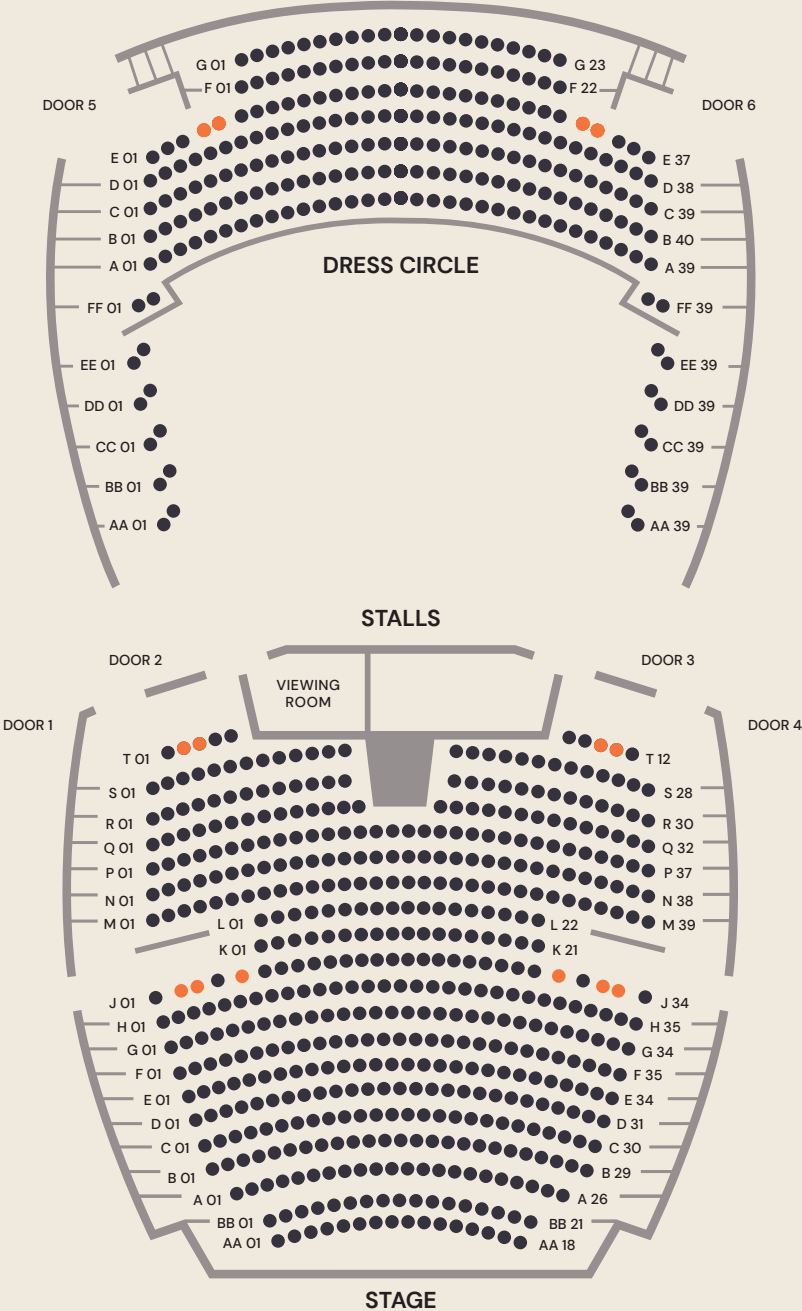 G 01
G 23
F 01
F 22
DOOR 5
DOOR 6
E 01
E 37
D 01
D 38
C 01
C 39
B 01
B 40
A 01
A 39
DRESS CIRCLE
FF 01
FF 39
EE 01
EE 39
DD 01
DD 39
CC 01
CC 39
BB 01
BB 39
AA 01
AA 39
STALLS
DOOR 2
DOOR 3
VIEWING
ROOM
DOOR 1
DOOR 4
T 01
T 12
S 01
S 28
R 01
R 30
Q 01
Q 32
P 01
P 37
N 01
N 38
M 01
M 39
L 01
L 22
K 01
K 21
J 01
J 34
H 01
H 35
G 01
G 34
F 01
F 35
E 01
E 34
D 01
D 31
C 01
C 30
B 01
B 29
A 01
A 26
BB 01
BB 21
AA 01
AA 18
STAGE